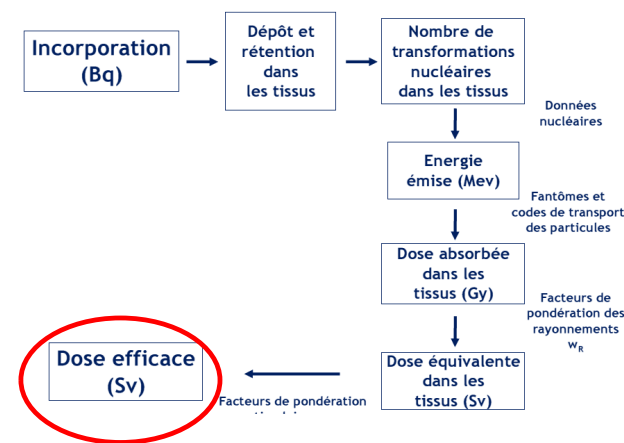 Incorporation
(Bq)
Dépôt et
rétention
dans
les tissus
Nombre de
transformations
nucléaires
dans les tissus
Données
nucléaires
Energie
émise (Mev)
Fantômes et
codes de transport
des particules
Dose absorbée
dans les
tissus (Gy)
Facteurs de
pondération des
rayonnements
wR
Dose équivalente
dans les
tissus (Sv)
Facteurs de pondération
Dose efficace
(Sv)